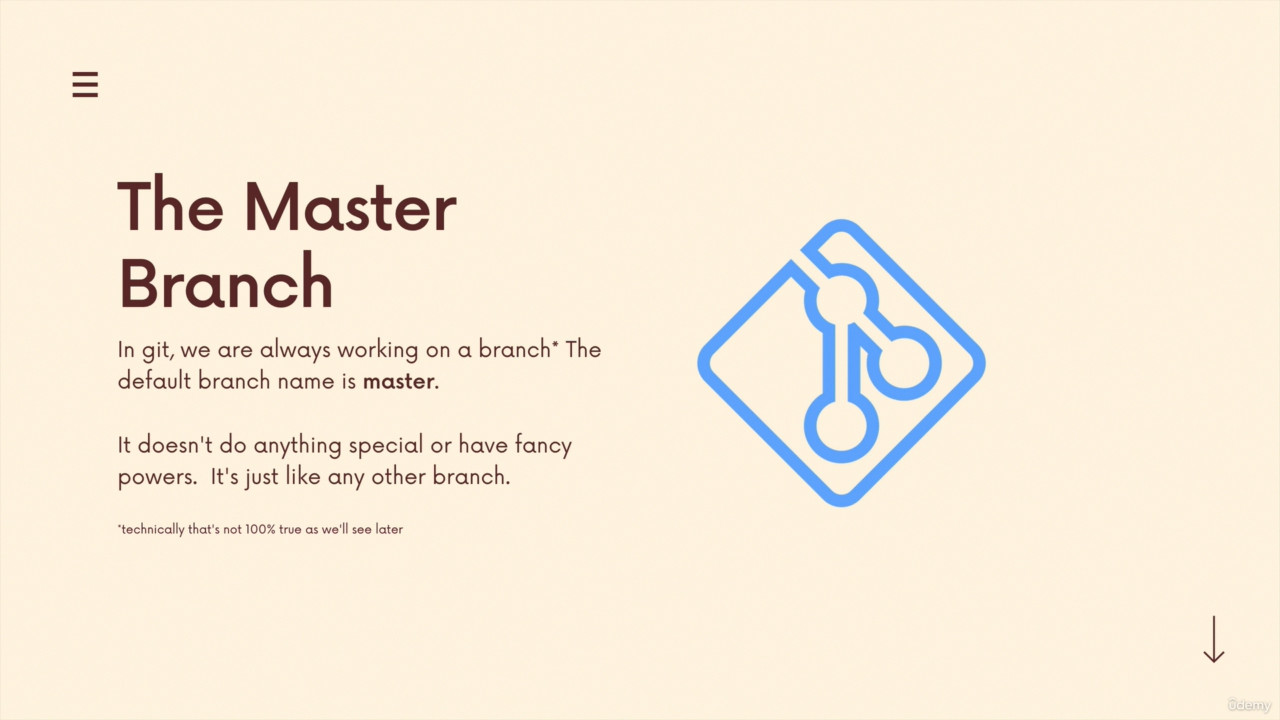 The Master
Branch
In git, we are always working on a branch* The
default branch name is master.
It doesn't do anything special or have fancy
powers.  It's just like any other branch.
*technically that's not 100% true as we'll see later
ûdemy